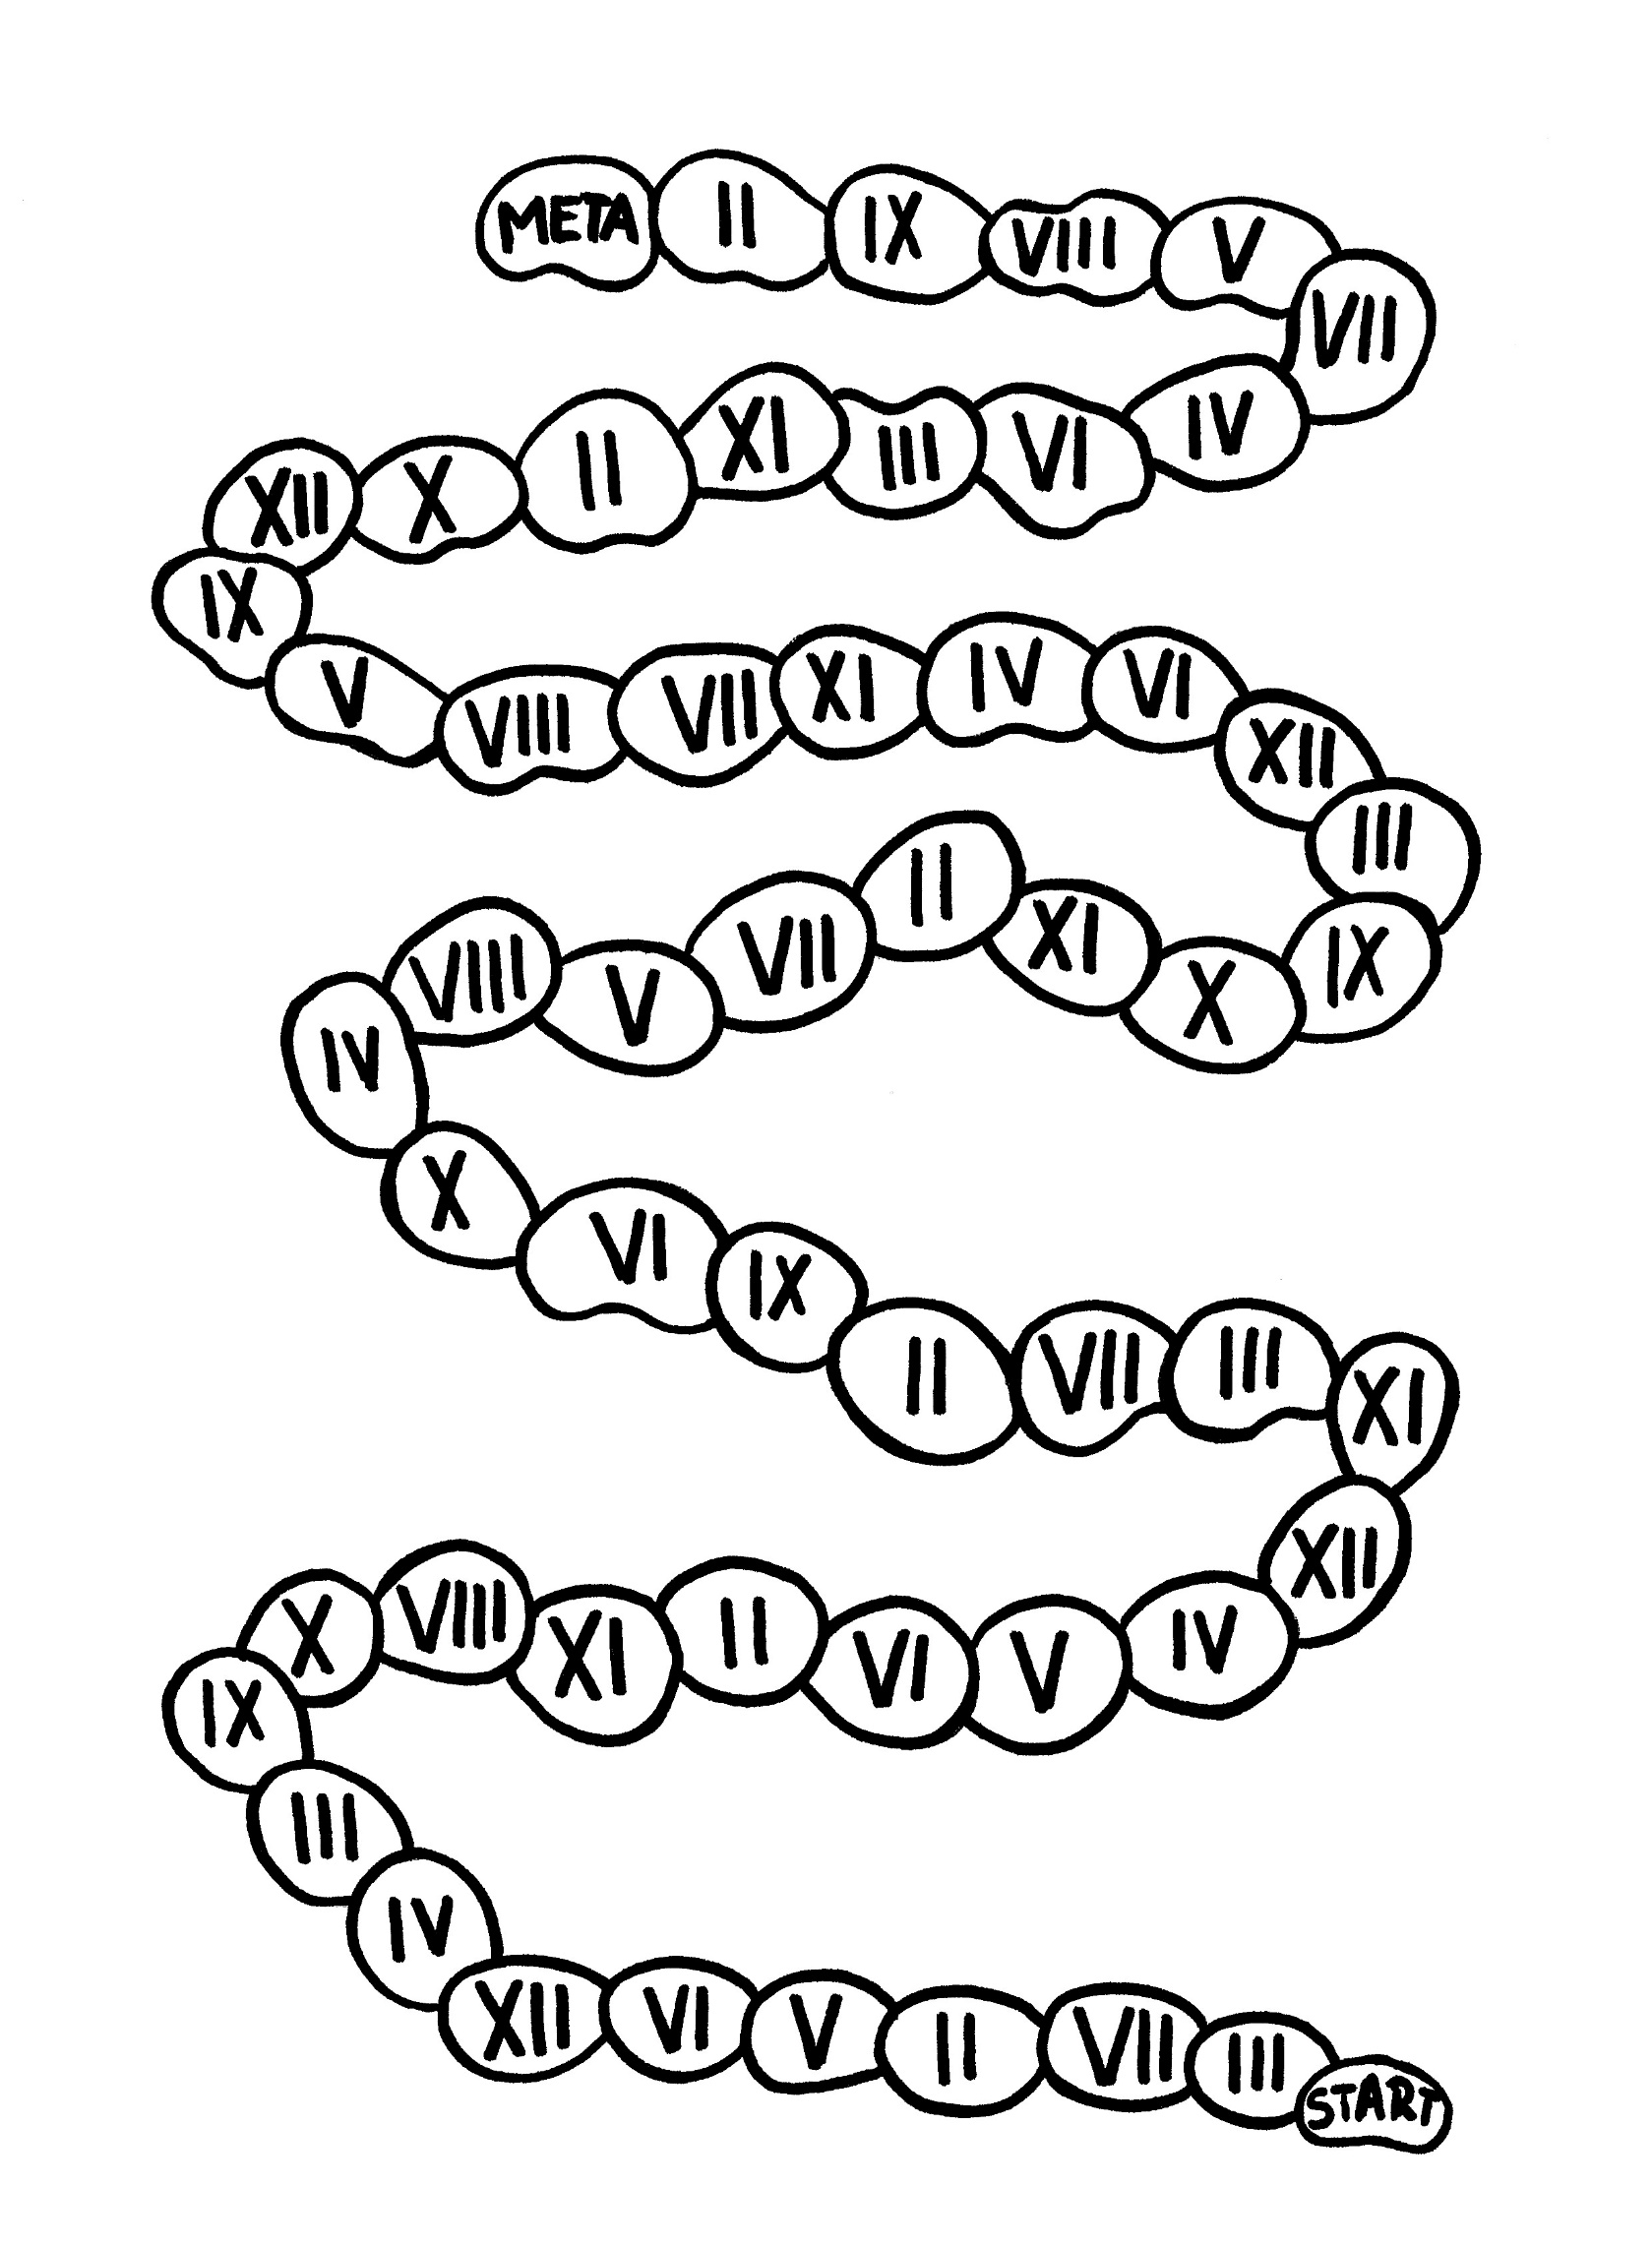 META II IX VIII V
VII
XII X II XI III VI IV
IX
V VIII VII XI IV VI XII
III
VIII V VII II XI X IX
IV
X VI IX II VII III XI
XII
X VIII XI II VI V IV
IX
III
IV
XII VI V II VII III START